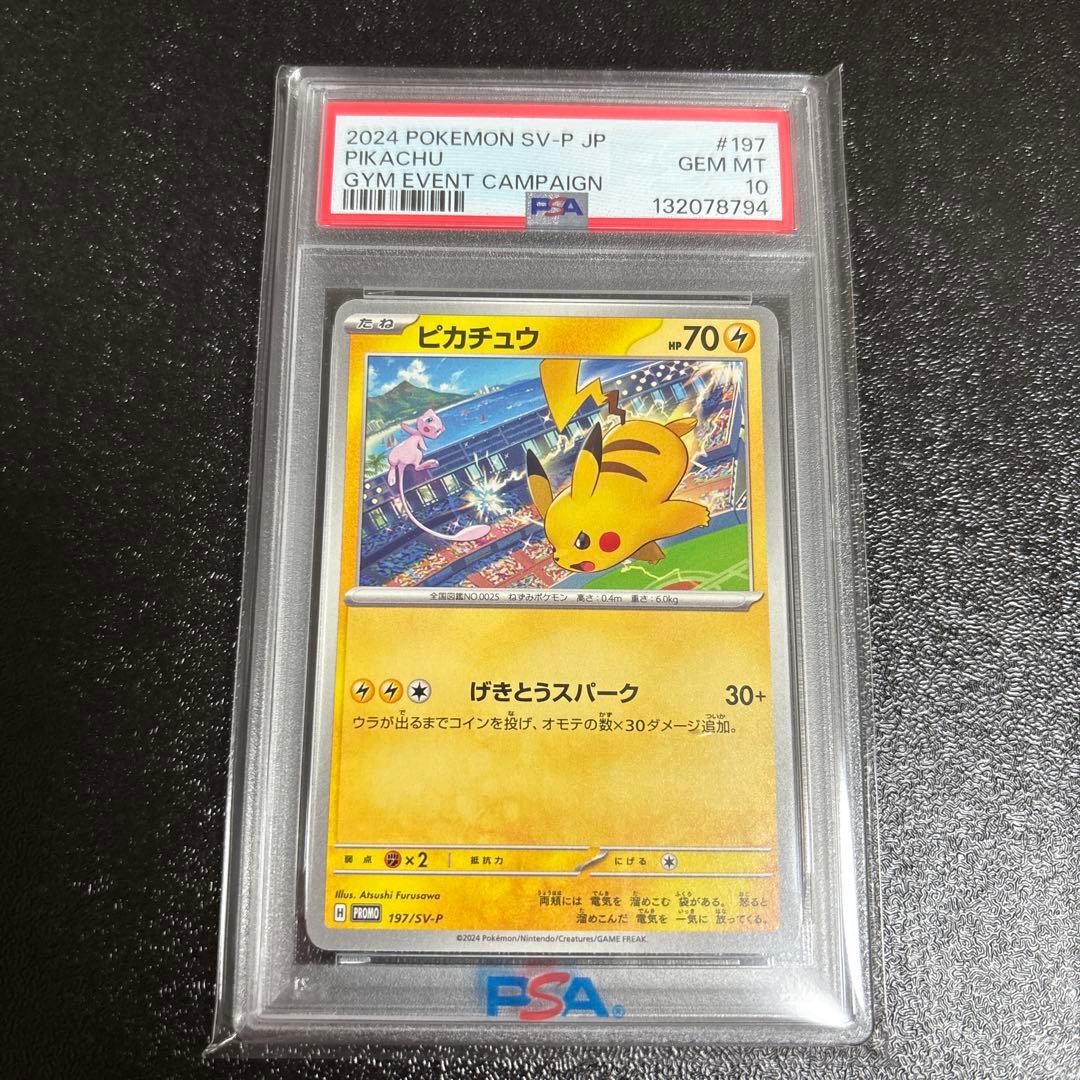 2024 POKEMON SV-P JP #197
PIKACHU GEM MT
GYM EVENT CAMPAIGN 10
PSA 132078794
たね ピカチュウ HP 70
全国図鑑NO.0025 ねずみポケモン 高さ:0.4m 重さ:6.0kg
げきとうスパーク 30+
ウラが出るまでコインを投げ、オモテの数×30ダメージ追加。
弱点 ×2 抵抗力 にげる
Illus. Atsushi Furusawa
両頬には 電気を 溜めこむ 袋がある。 怒ると
溜めこんだ 電気を 一気に 放ってくる。
H PROMO 197/SV-P
©2024 Pokémon/Nintendo/Creatures/GAME FREAK.
PSA®